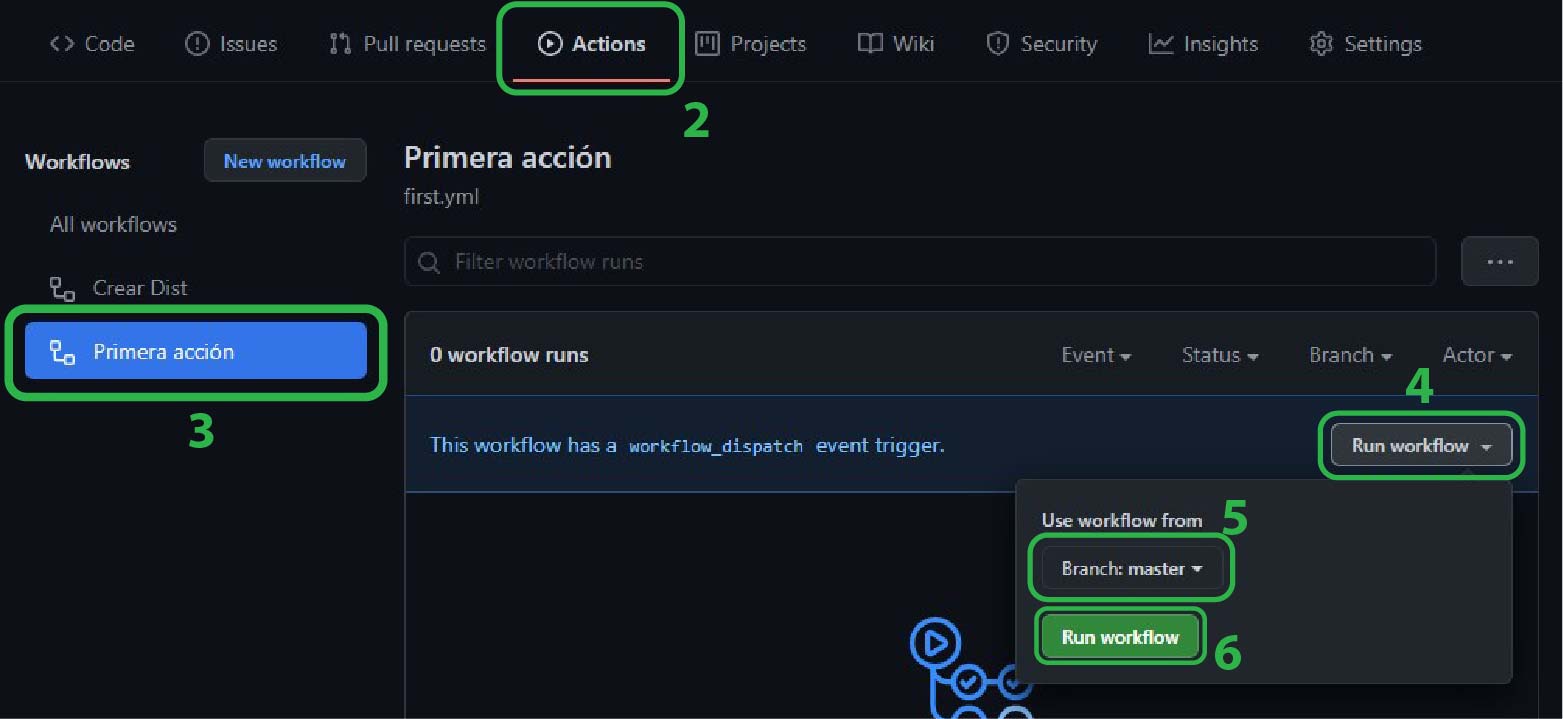 <> Code Issues Pull requests Actions Projects Wiki Security Insights Settings
2
Workflows New workflow
All workflows
Crear Dist
Primera acción
3
Primera acción
first.yml
Filter workflow runs
...
0 workflow runs Event Status Branch Actor
4
This workflow has a workflow_dispatch event trigger. Run workflow
Use workflow from 5
Branch: master
Run workflow 6